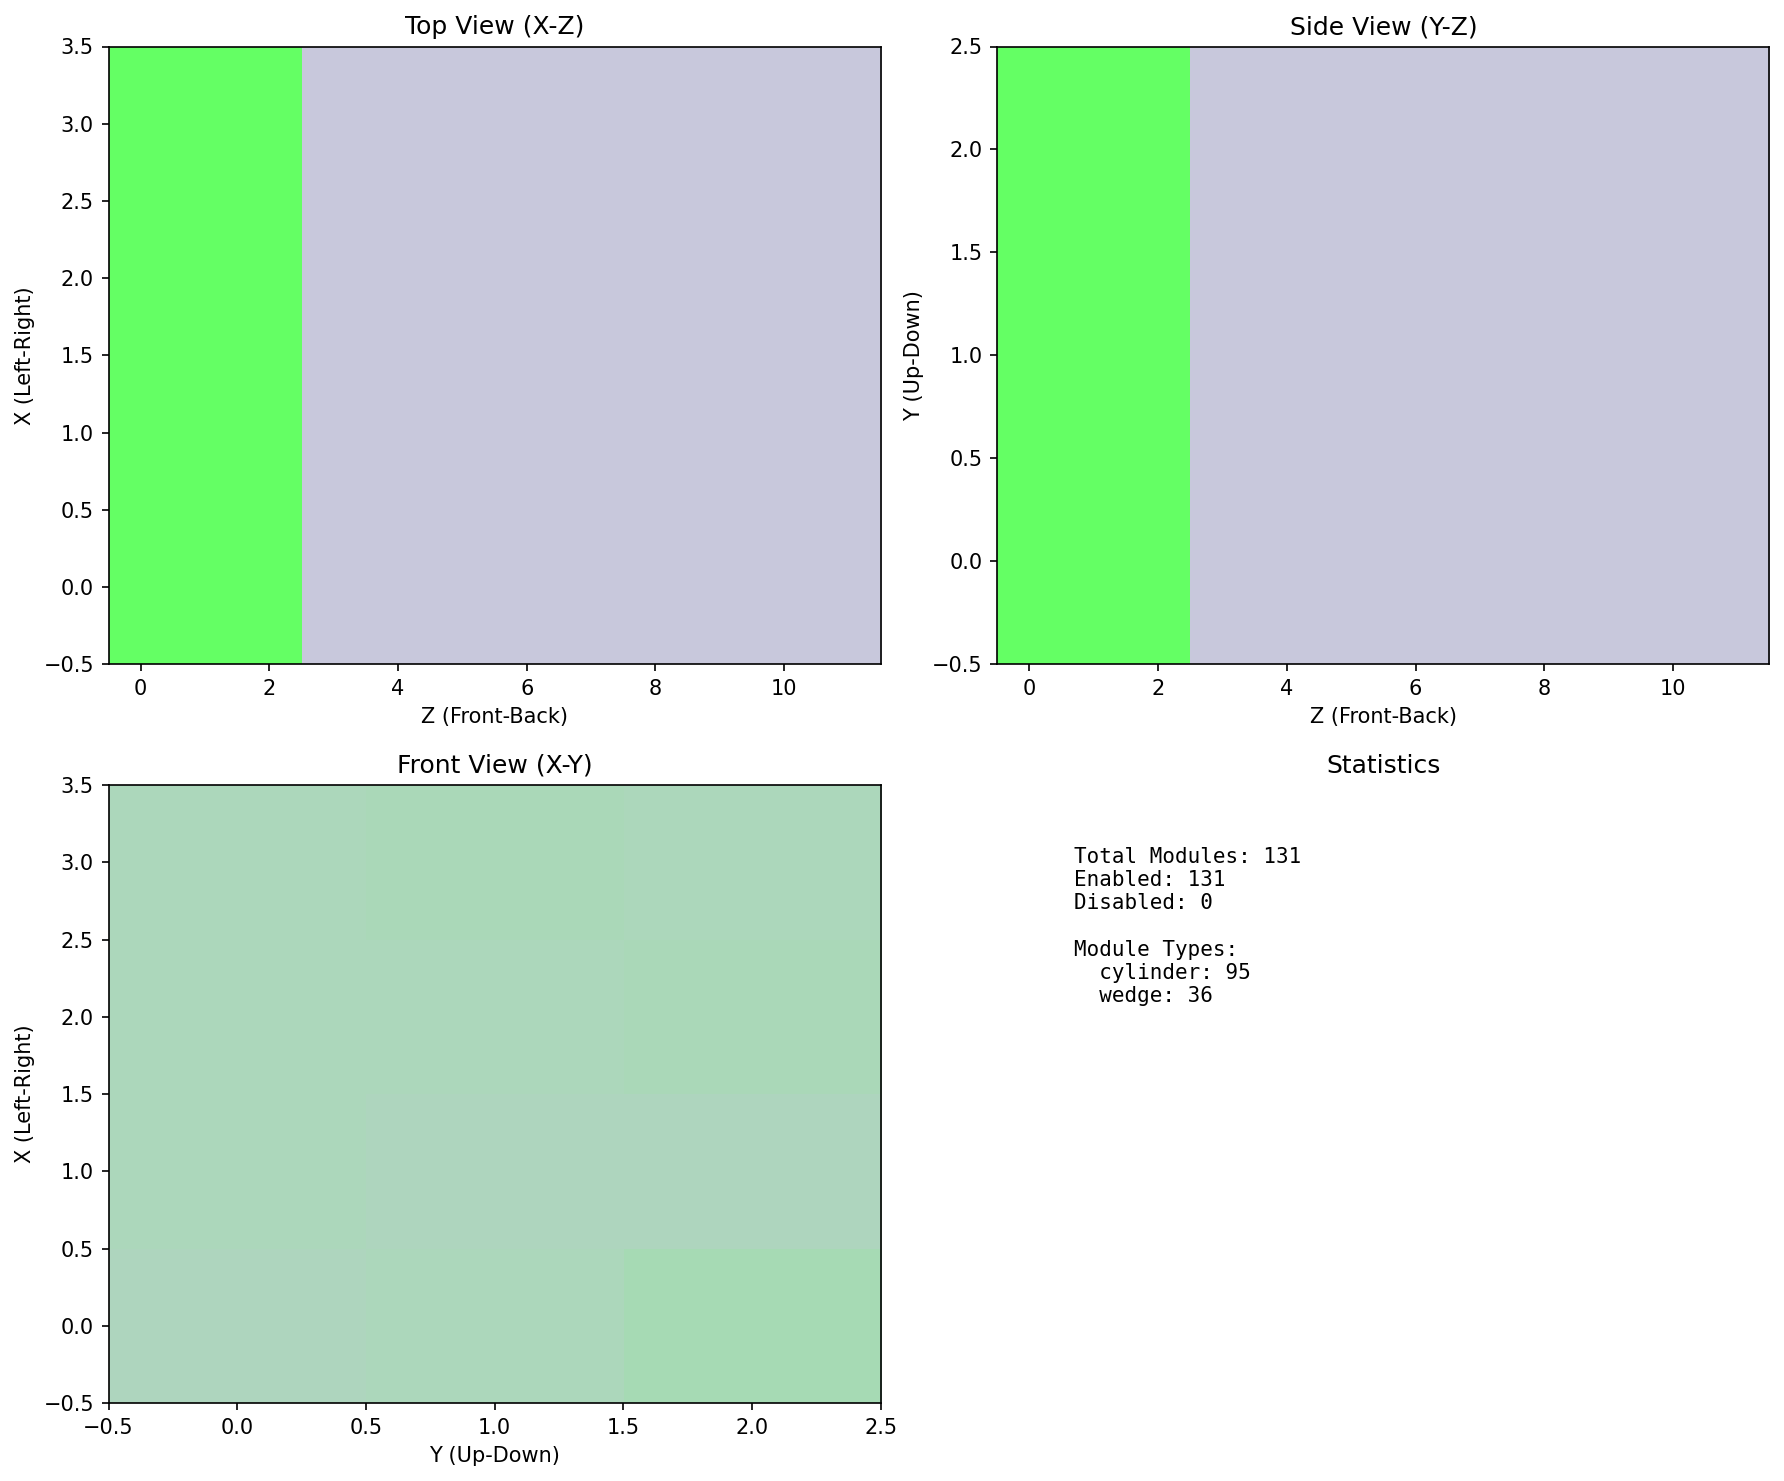 Top View (X-Z)
3.5
3.0
2.5
2.0
1.5
1.0
0.5
0.0
−0.5
X (Left-Right)
0 2 4 6 8 10
Z (Front-Back)
Side View (Y-Z)
2.5
2.0
1.5
1.0
0.5
0.0
−0.5
Y (Up-Down)
0 2 4 6 8 10
Z (Front-Back)
Front View (X-Y)
3.5
3.0
2.5
2.0
1.5
1.0
0.5
0.0
−0.5
X (Left-Right)
−0.5 0.0 0.5 1.0 1.5 2.0 2.5
Y (Up-Down)
Statistics
Total Modules: 131
Enabled: 131
Disabled: 0
Module Types:
cylinder: 95
wedge: 36